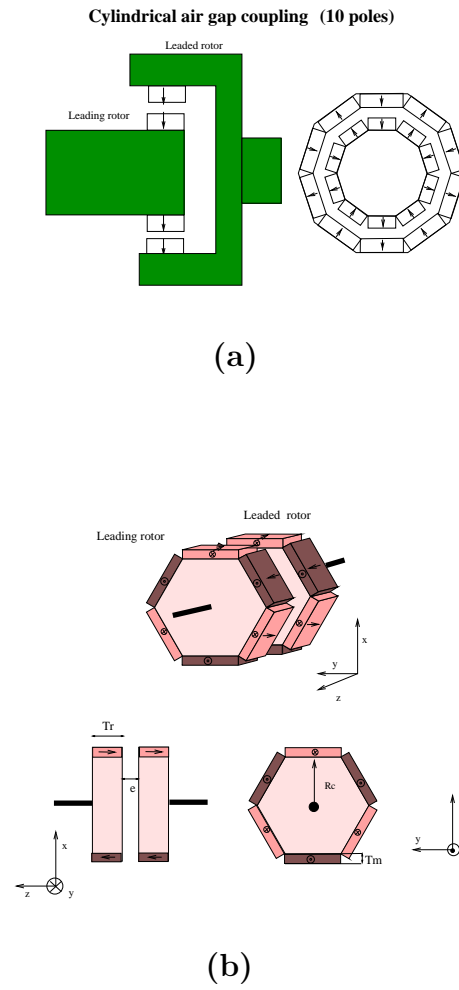 Cylindrical air gap coupling (10 poles)
Leaded rotor
Leading rotor
(a)
Leaded rotor
Leading rotor
x
y
z
Tr
e
Rc
Tm
x
z
y
y
(b)